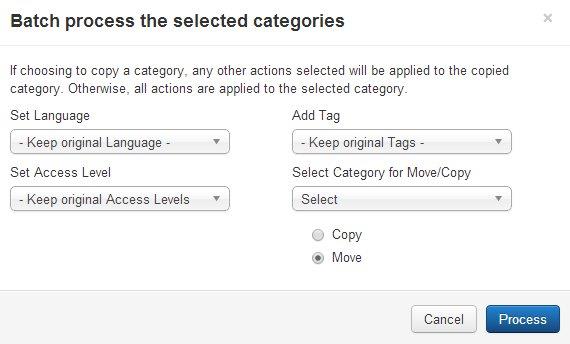 Batch process the selected categories
×
If choosing to copy a category, any other actions selected will be applied to the copied
category. Otherwise, all actions are applied to the selected category.
Set Language
Add Tag
- Keep original Language -
- Keep original Tags -
Set Access Level
Select Category for Move/Copy
- Keep original Access Levels
Select
Copy
Move
Cancel
Process